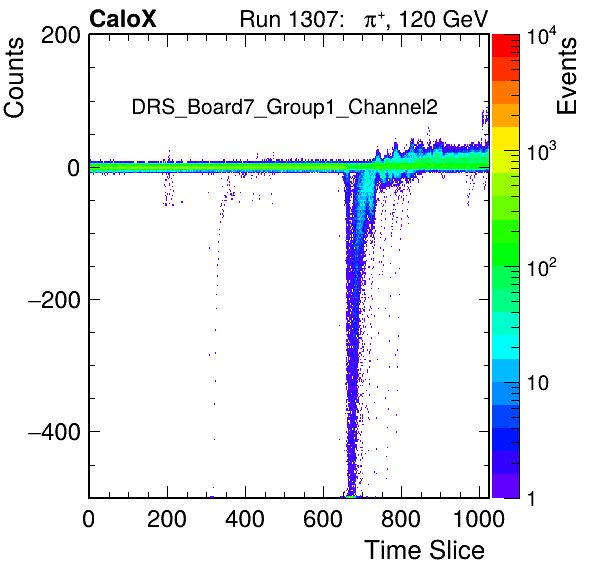 CaloX
Run 1307: π⁺, 120 GeV
Counts
Events
200
0
−200
−400
DRS_Board7_Group1_Channel2
10⁴
10³
10²
10
1
0
200
400
600
800
1000
Time Slice